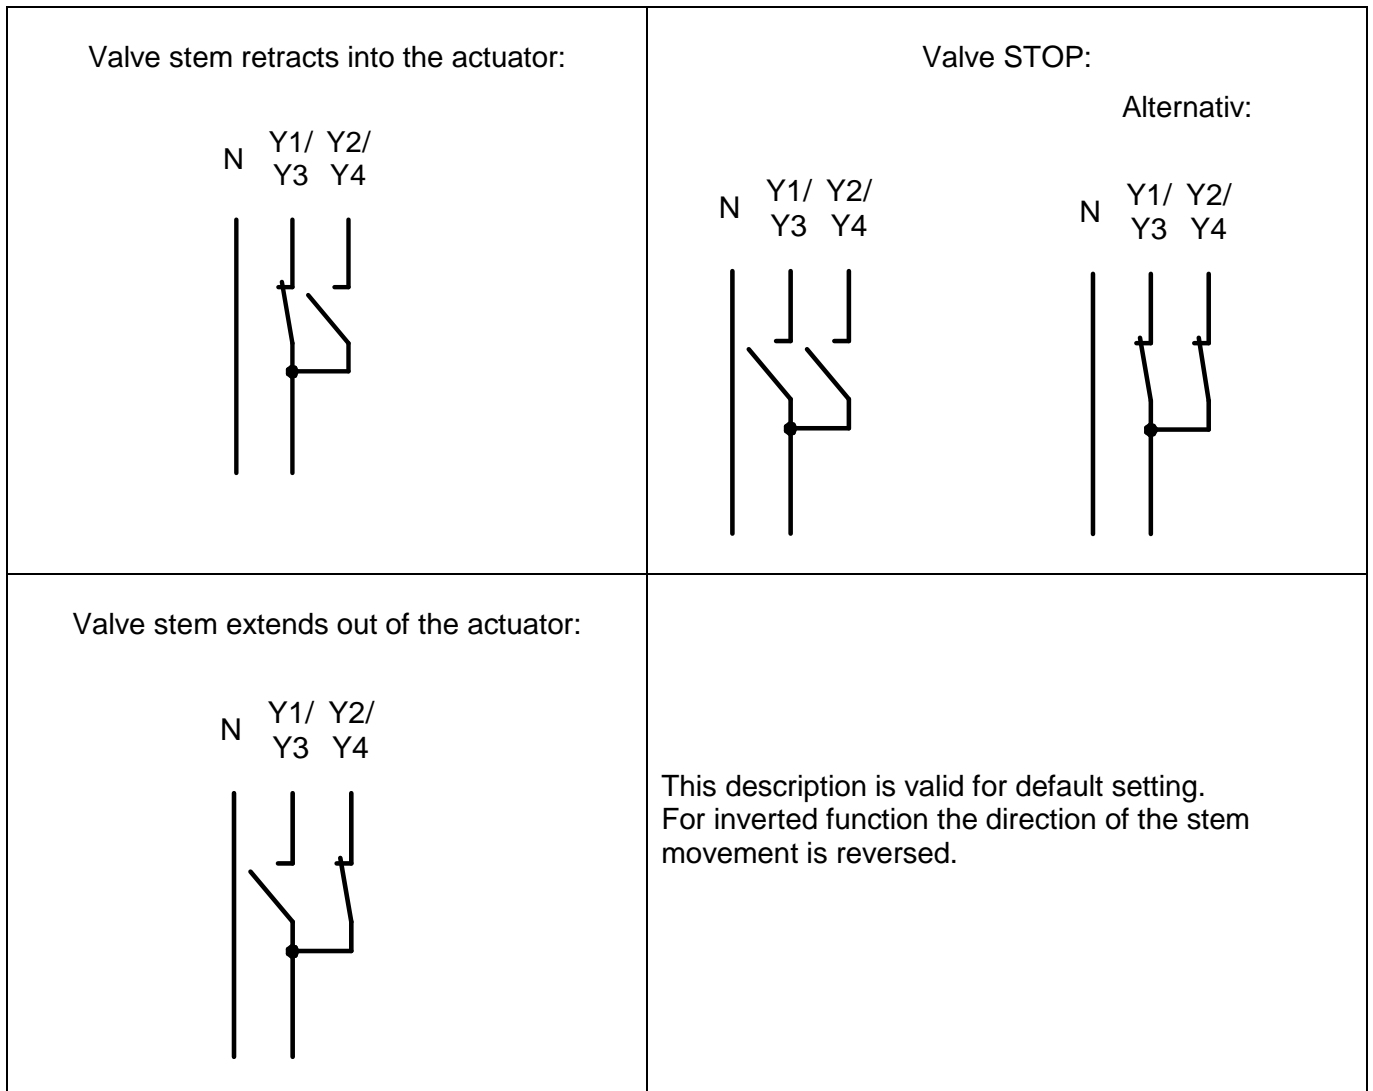 Valve stem retracts into the actuator:
N Y1/ Y2/
Y3 Y4
Valve STOP:
Alternativ:
N Y1/ Y2/
Y3 Y4
N Y1/ Y2/
Y3 Y4
Valve stem extends out of the actuator:
N Y1/ Y2/
Y3 Y4
This description is valid for default setting.
For inverted function the direction of the stem
movement is reversed.